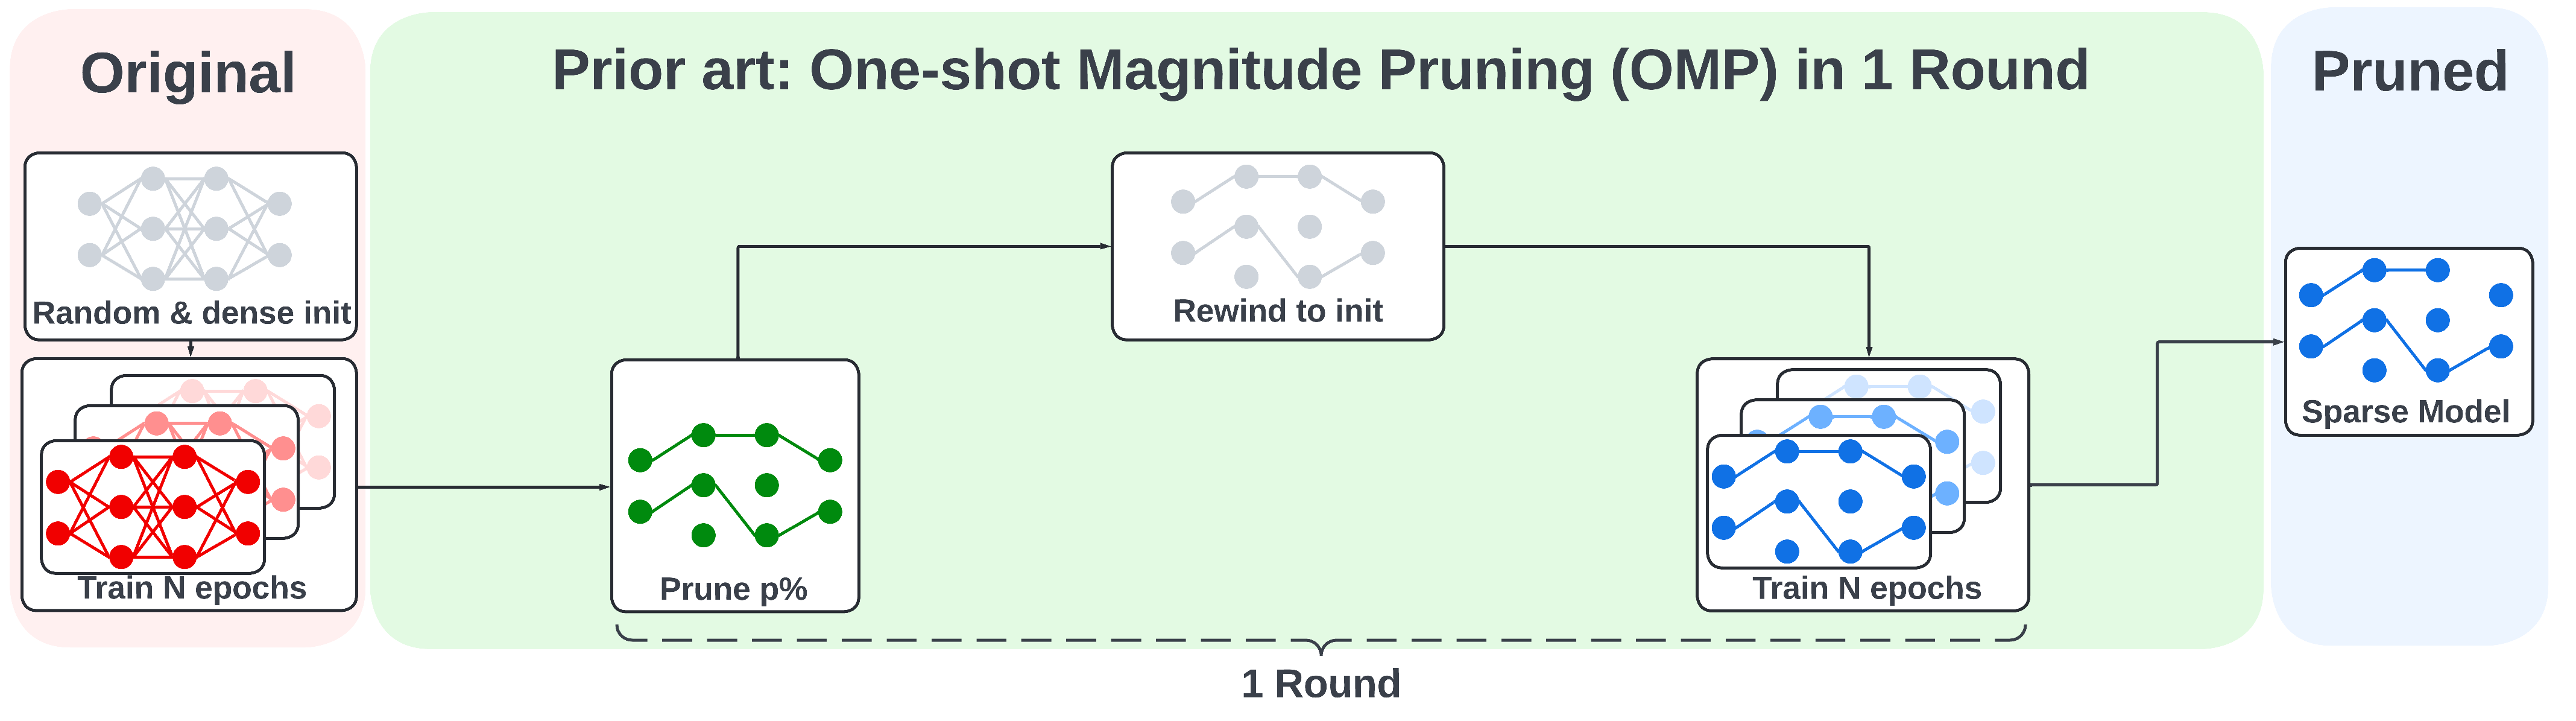 Original
Prior art: One-shot Magnitude Pruning (OMP) in 1 Round
Pruned
Random & dense init
Rewind to init
Sparse Model
Train N epochs
Prune p%
Train N epochs
1 Round